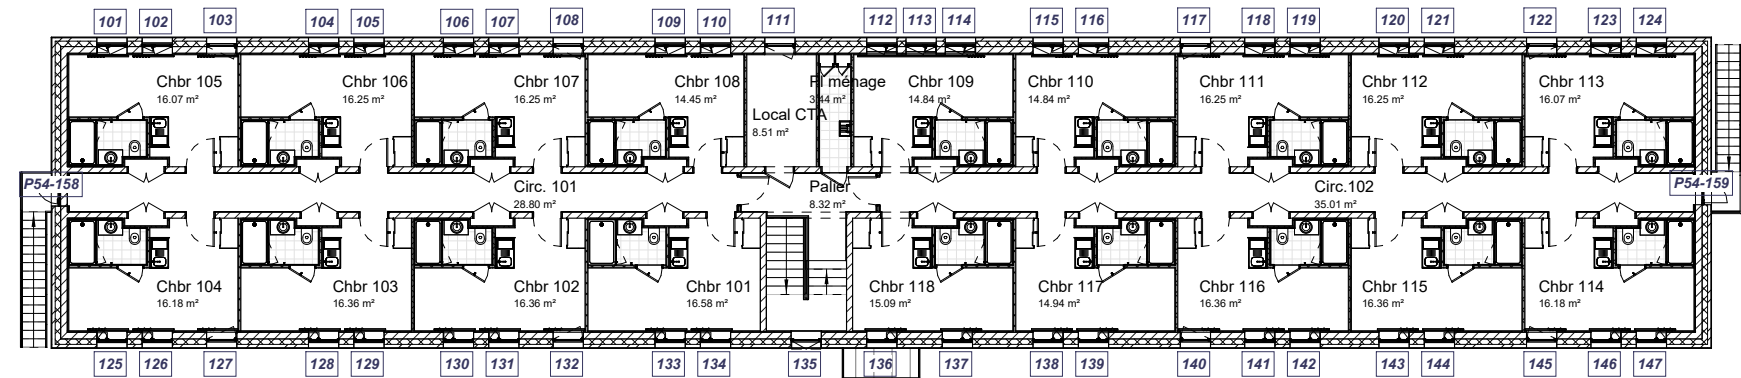 101 102 103 104 105 106 107 108 109 110 111 112 113 114 115 116 117 118 119 120 121 122 123 124
Chbr 105 Chbr 106 Chbr 107 Chbr 108 Pl ménage Chbr 109 Chbr 110 Chbr 111 Chbr 112 Chbr 113
16.07 m² 16.25 m² 16.25 m² 14.45 m² 3.44 m² 14.84 m² 14.84 m² 16.25 m² 16.25 m² 16.07 m²
Local CTA
8.51 m²
P54-158 Circ. 101 Palier Circ.102 P54-159
28.80 m² 8.32 m² 35.01 m²
Chbr 104 Chbr 103 Chbr 102 Chbr 101 Chbr 118 Chbr 117 Chbr 116 Chbr 115 Chbr 114
16.18 m² 16.36 m² 16.36 m² 16.58 m² 15.09 m² 14.94 m² 16.36 m² 16.36 m² 16.18 m²
125 126 127 128 129 130 131 132 133 134 135 136 137 138 139 140 141 142 143 144 145 146 147